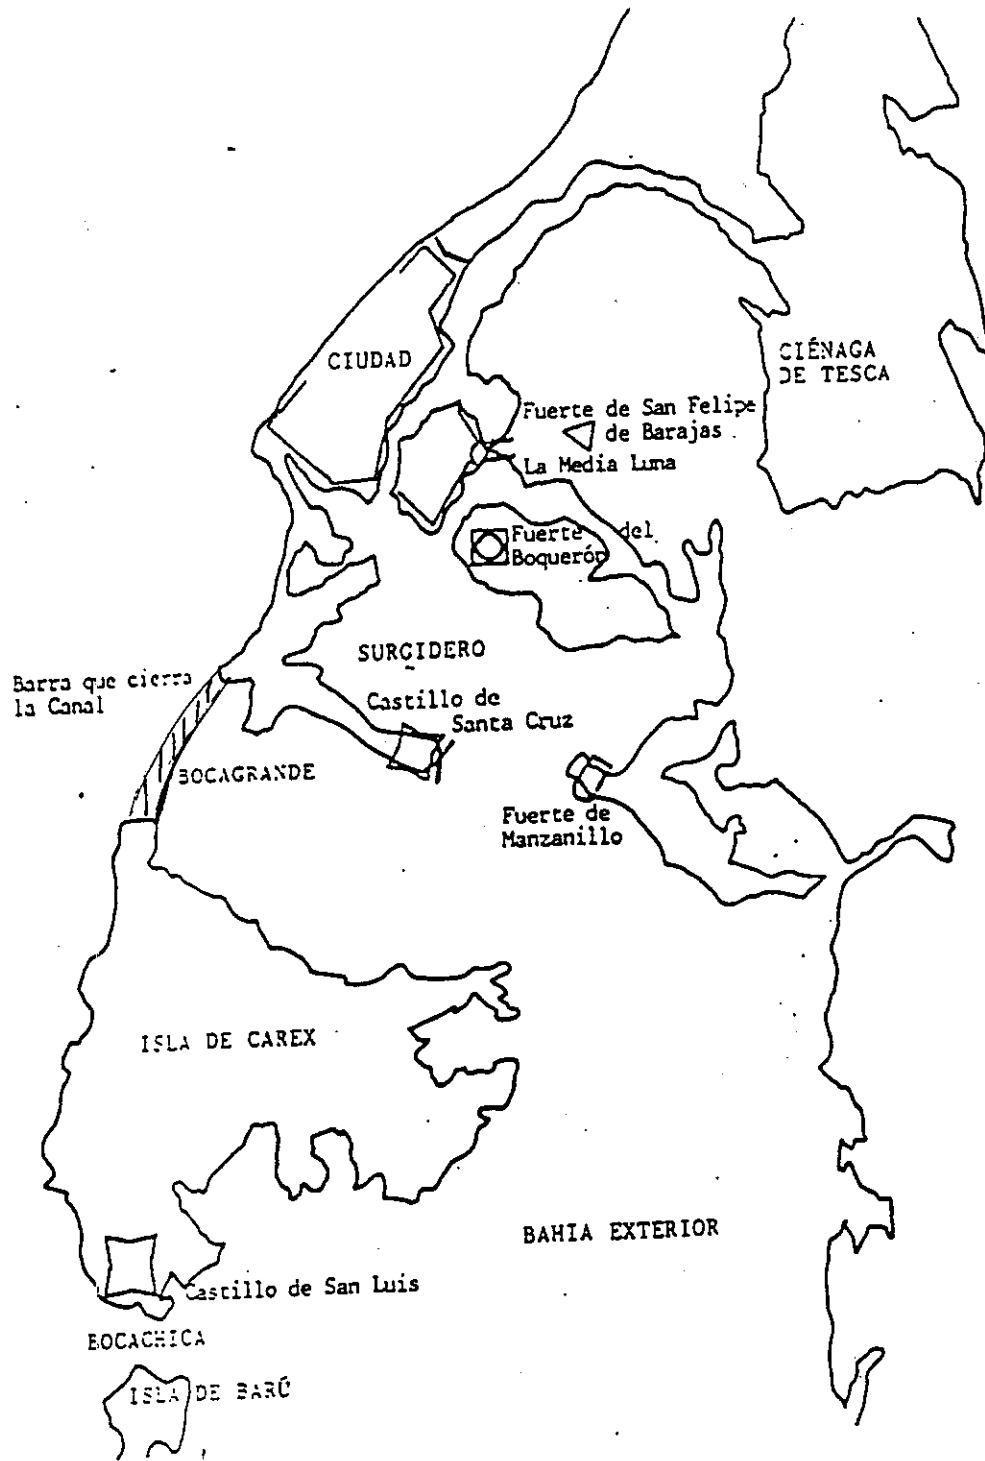 CIUDAD
CIÉNAGA
DE TESCA
Fuerte de San Felipe
de Barajas
La Media Luna
Fuerte del
Boquerón
SURGIDERO
Barra que cierra
la Canal
Castillo de
Santa Cruz
BOCAGRANDE
Fuerte de
Manzanillo
ISLA DE CAREX
BAHIA EXTERIOR
Castillo de San Luis
BOCACHICA
ISLA DE BARÚ